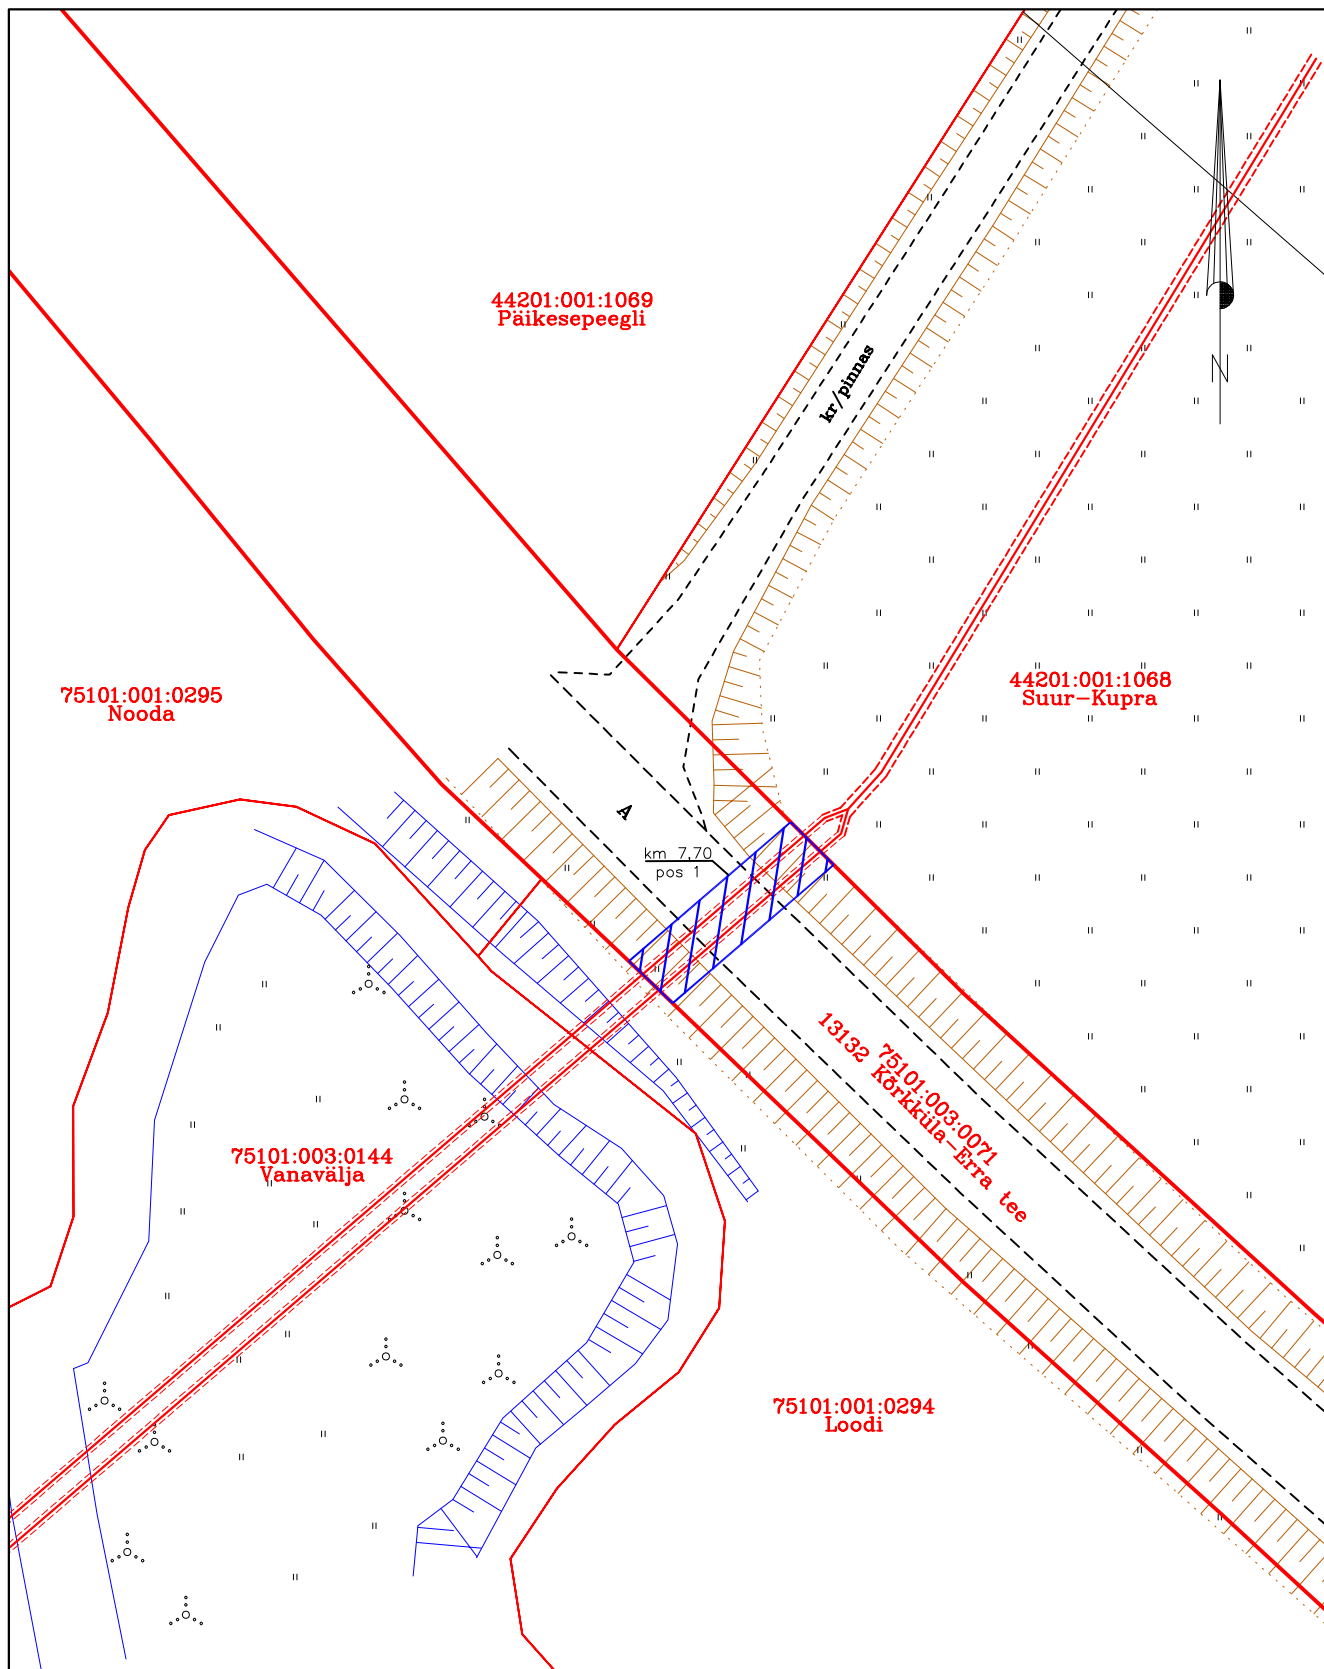 44201:001:1069
Päikesepeegli
kr/pinnas
N
75101:001:0295
Nooda
44201:001:1068
Suur-Kupra
A
km 7,70
pos 1
75101:003:0071
13132 Kõrkküla-Erra tee
75101:003:0144
Vanavälja
75101:001:0294
Loodi